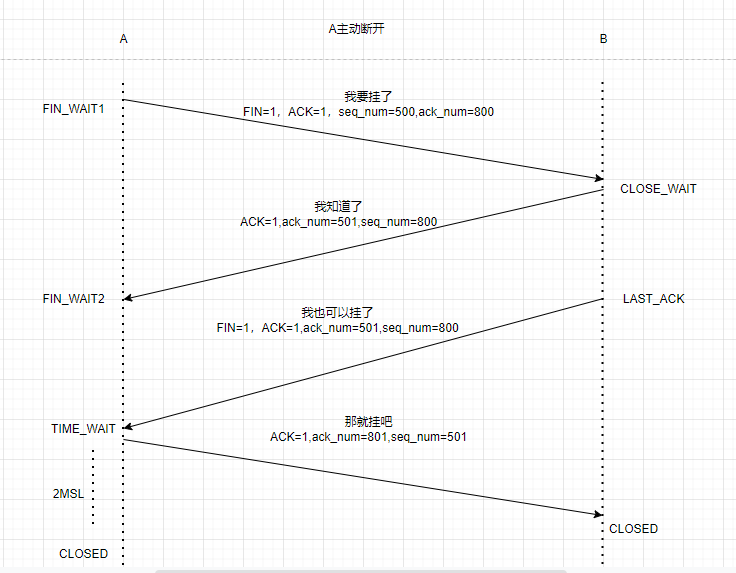 A主动断开
A
B
我要挂了
FIN_WAIT1
FIN=1，ACK=1，seq_num=500,ack_num=800
CLOSE_WAIT
我知道了
ACK=1,ack_num=501,seq_num=800
FIN_WAIT2
LAST_ACK
我也可以挂了
FIN=1，ACK=1,ack_num=501,seq_num=800
那就挂吧
TIME_WAIT
ACK=1,ack_num=801,seq_num=501
2MSL
CLOSED
CLOSED